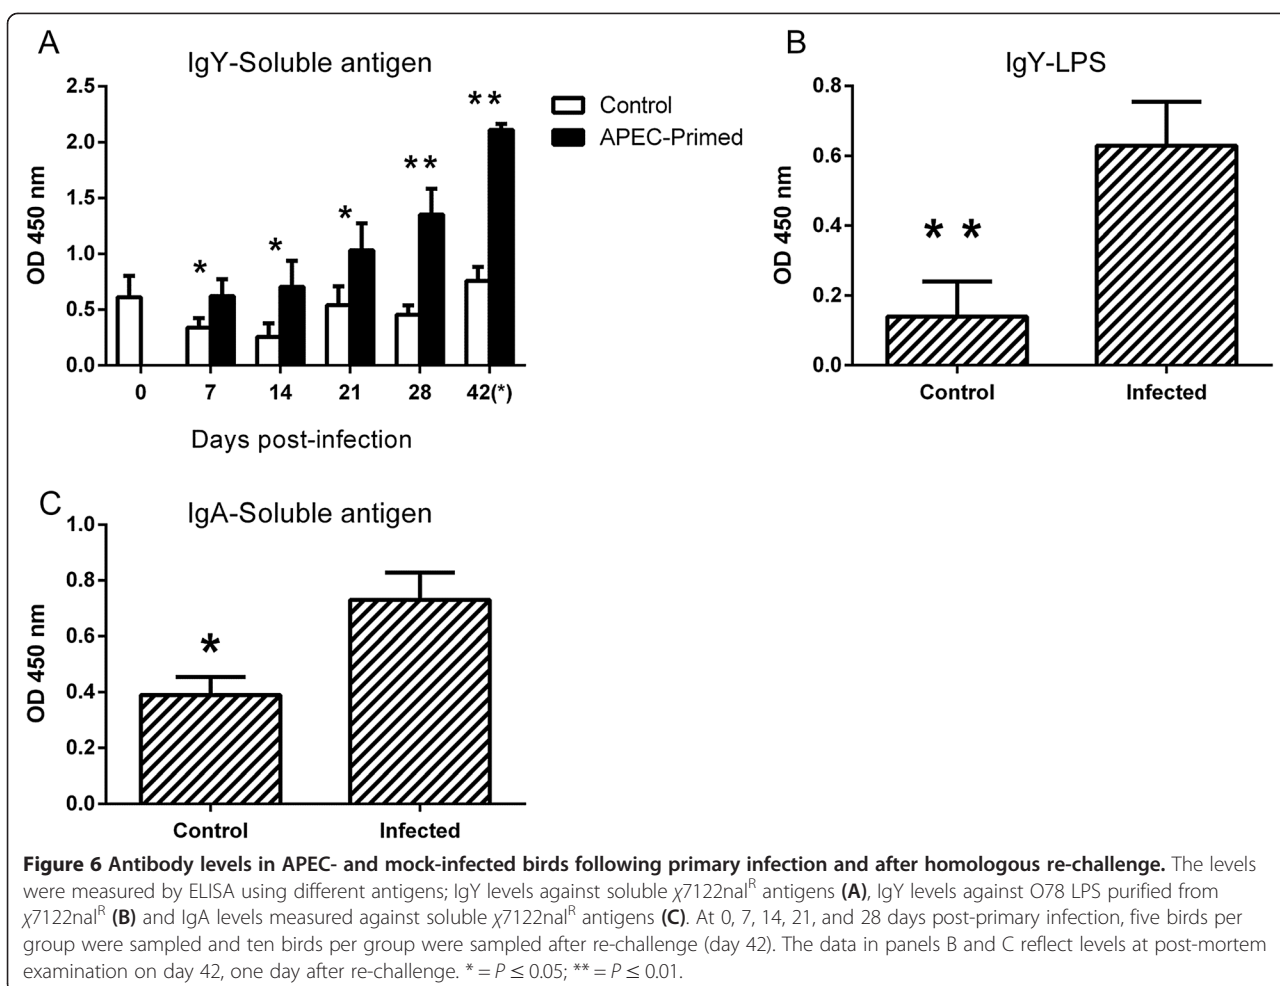 A
IgY-Soluble antigen
2.5
2.0
1.5
1.0
0.5
0.0
OD 450 nm
* * * ** **
Control
APEC-Primed
0 7 14 21 28 42(*)
Days post-infection
B
IgY-LPS
0.8
0.6
0.4
0.2
0.0
OD 450 nm
* *
Control Infected
C
IgA-Soluble antigen
1.0
0.8
0.6
0.4
0.2
0.0
OD 450 nm
*
Control Infected
Figure 6 Antibody levels in APEC- and mock-infected birds following primary infection and after homologous re-challenge. The levels
were measured by ELISA using different antigens; IgY levels against soluble χ7122nalᴿ antigens (A), IgY levels against O78 LPS purified from
χ7122nalᴿ (B) and IgA levels measured against soluble χ7122nalᴿ antigens (C). At 0, 7, 14, 21, and 28 days post-primary infection, five birds per
group were sampled and ten birds per group were sampled after re-challenge (day 42). The data in panels B and C reflect levels at post-mortem
examination on day 42, one day after re-challenge. * = P ≤ 0.05; ** = P ≤ 0.01.